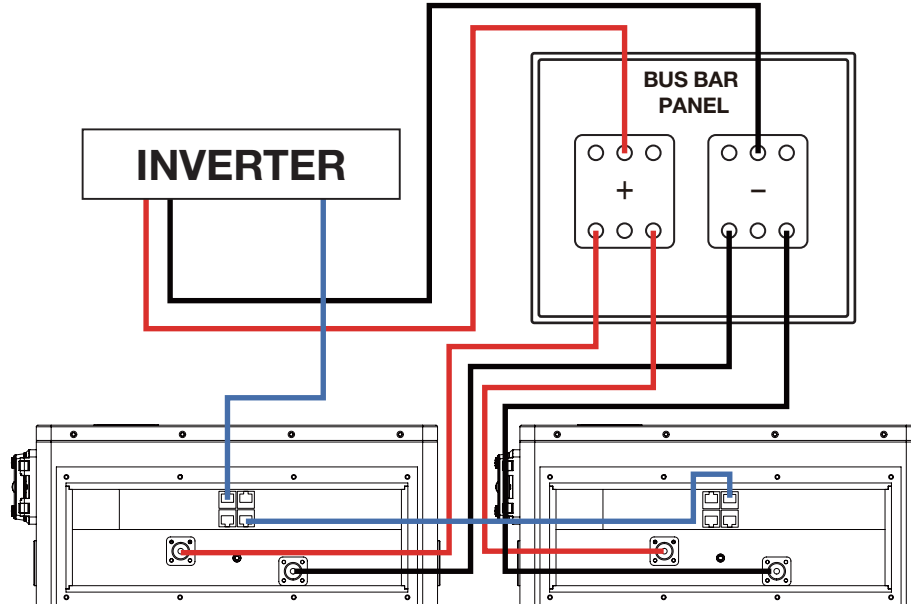 BUS BAR
PANEL
INVERTER
+
−